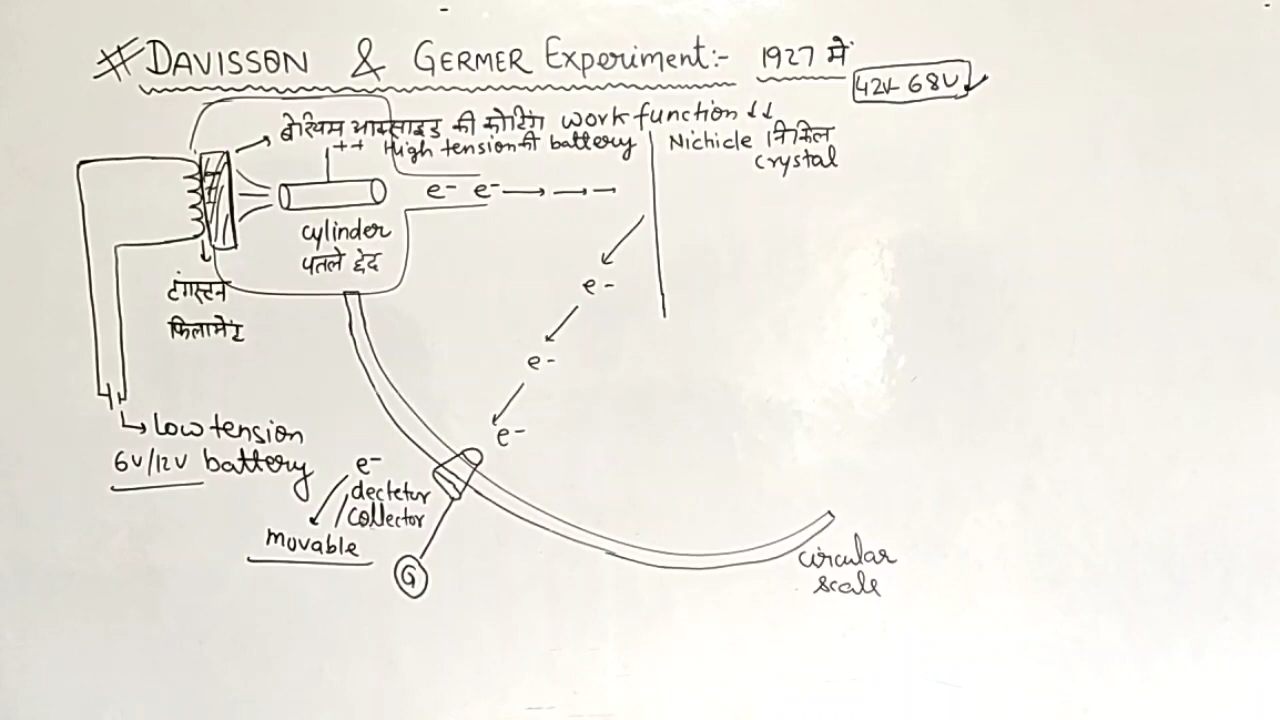 # DAVISSON & GERMER Experiment:- 1927 में
42V- 68V
बेरियम आक्साइड की कोटिंग work function ↓↓
++ High tension की battery
Nichicle निकिल
crystal
e- e-
cylinder
पतले छेद
टंगस्टन
फिलामेंट
e-
e-
e-
Low tension
6V/12V battery
e-
dectetur
/collector
movable
G
circular
scale